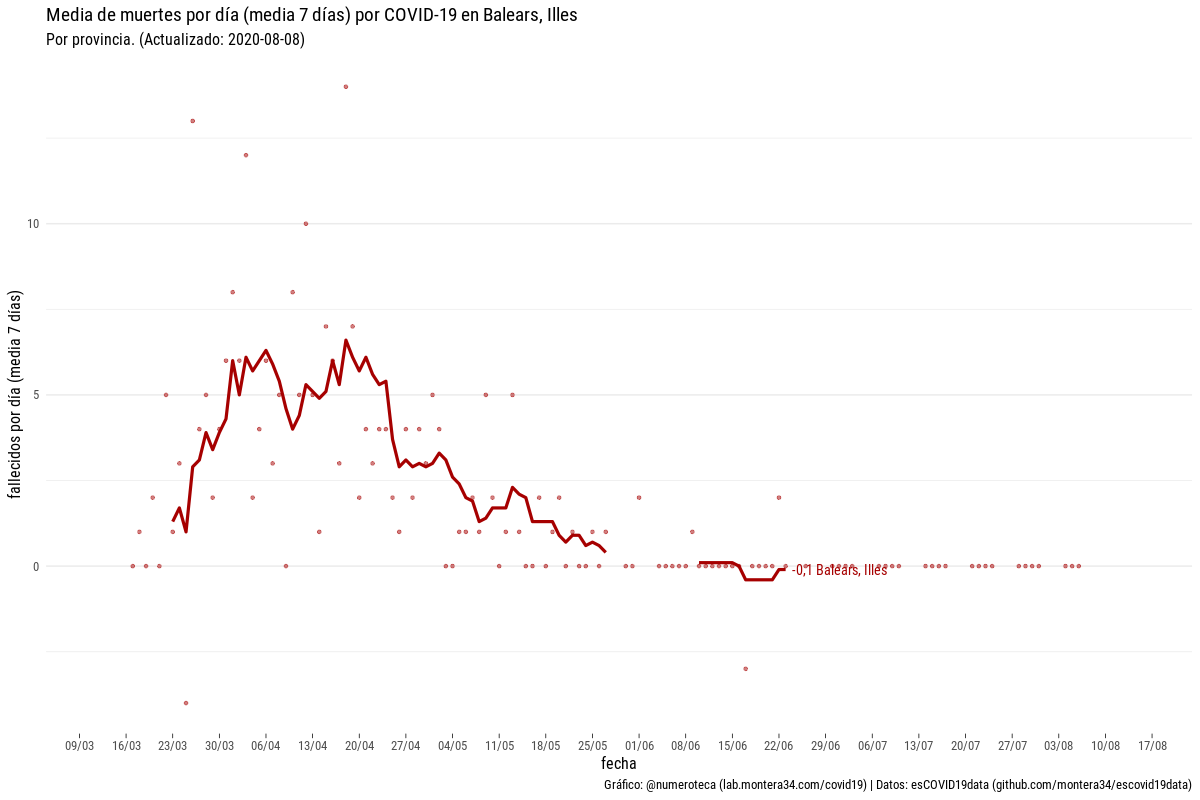 Media de muertes por día (media 7 días) por COVID-19 en Balears, Illes
Por provincia. (Actualizado: 2020-08-08)
fallecidos por día (media 7 días)
10
5
0
-0,1 Balears, Illes
09/03 16/03 23/03 30/03 06/04 13/04 20/04 27/04 04/05 11/05 18/05 25/05 01/06 08/06 15/06 22/06 29/06 06/07 13/07 20/07 27/07 03/08 10/08 17/08
fecha
Gráfico: @numeroteca (lab.montera34.com/covid19) | Datos: esCOVID19data (github.com/montera34/escovid19data)